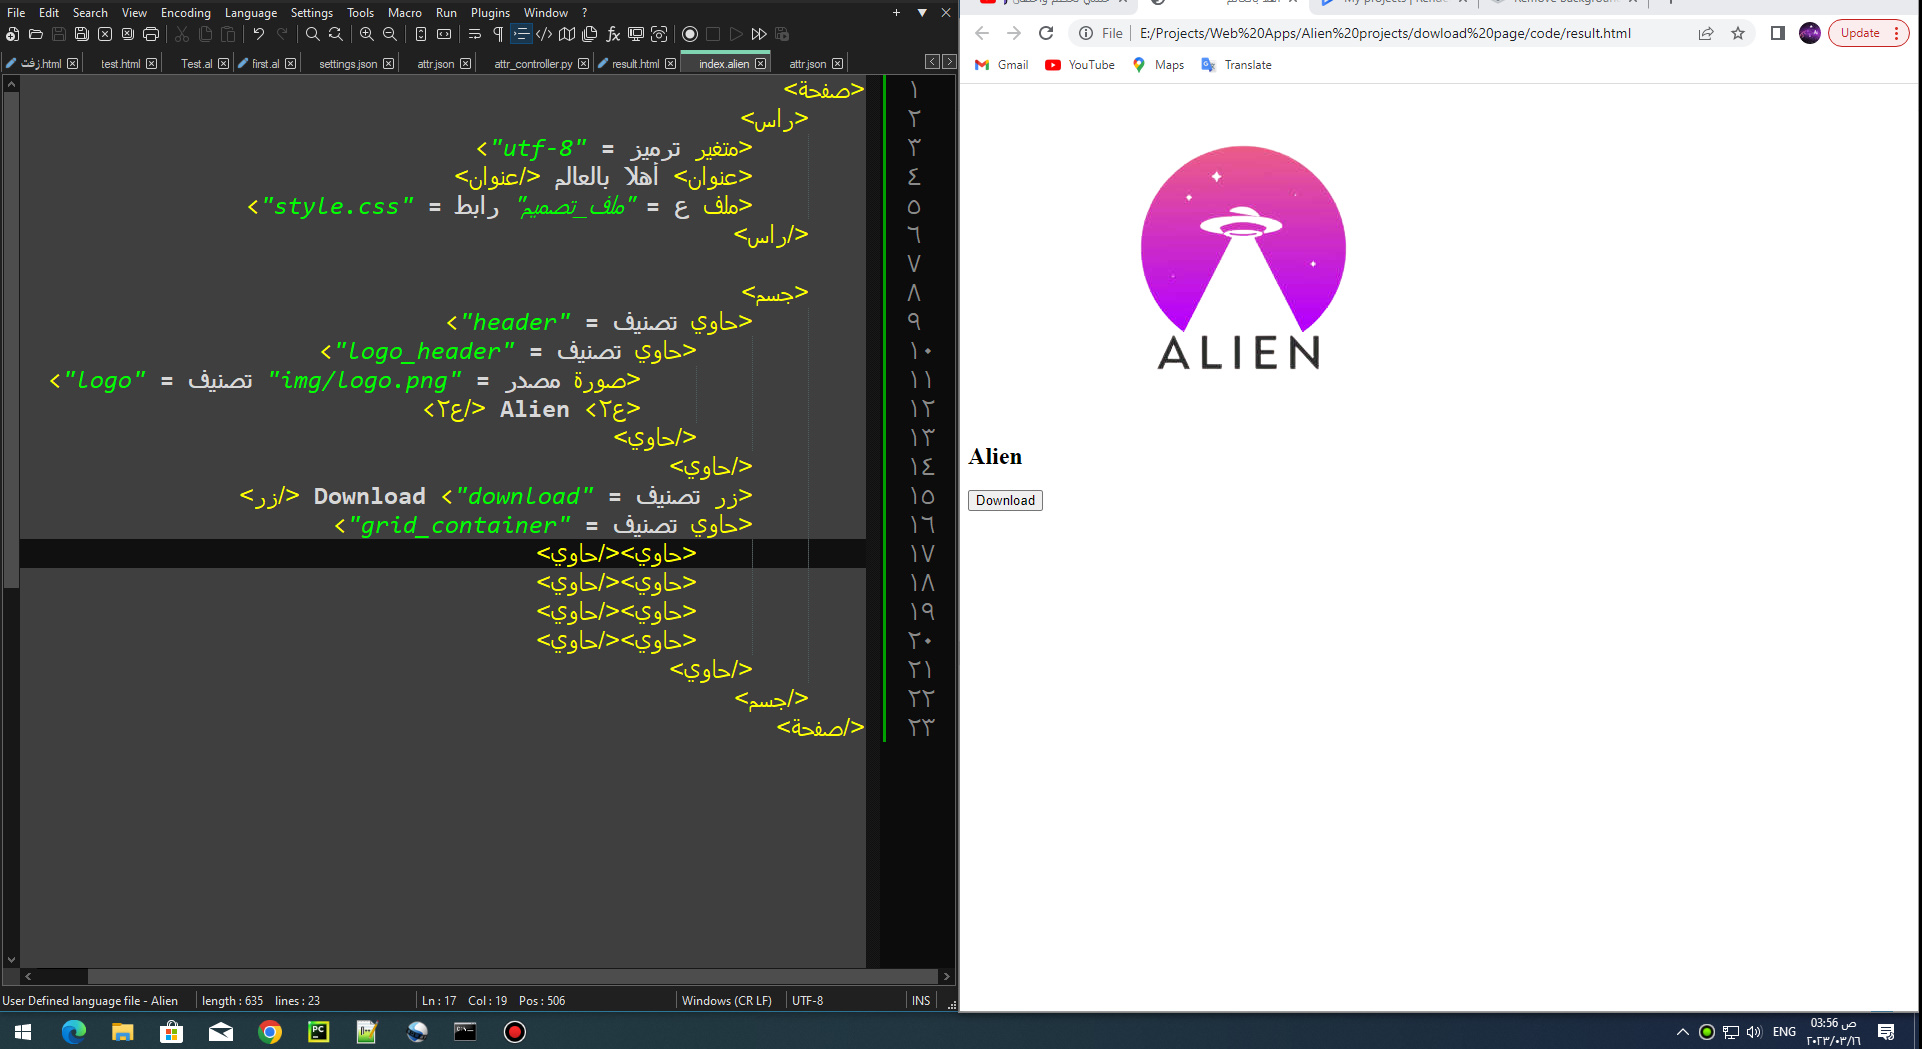 File Edit Search View Encoding Language Settings Tools Macro Run Plugins Window ?
زفت.html test.html Test.al first.al settings.json attr.json attr_controller.py result.html index.alien attr.json
١ <صفحة>
٢ <راس>
٣ <متغير ترميز = "utf-8">
٤ <عنوان> أهلا بالعالم </عنوان>
٥ <ملف ع = "ملف_تصميم" رابط = "style.css">
٦ </راس>
٧
٨ <جسم>
٩ <حاوي تصنيف = "header">
١٠ <حاوي تصنيف = "logo_header">
١١ <صورة مصدر = "img/logo.png" تصنيف = "logo">
١٢ <ع٢> Alien </ع٢>
١٣ </حاوي>
١٤ </حاوي>
١٥ <زر تصنيف = "download"> Download </زر>
١٦ <حاوي تصنيف = "grid_container">
١٧ <حاوي></حاوي>
١٨ <حاوي></حاوي>
١٩ <حاوي></حاوي>
٢٠ <حاوي></حاوي>
٢١ </حاوي>
٢٢ </جسم>
٢٣ </صفحة>
User Defined language file - Alien length : 635 lines : 23 Ln : 17 Col : 19 Pos : 506 Windows (CR LF) UTF-8 INS
File E:/Projects/Web%20Apps/Alien%20projects/dowload%20page/code/result.html Update
Gmail YouTube Maps Translate
ALIEN
Alien
Download
ENG 03:56 ص
٢٠٢٣/٠٣/١٦